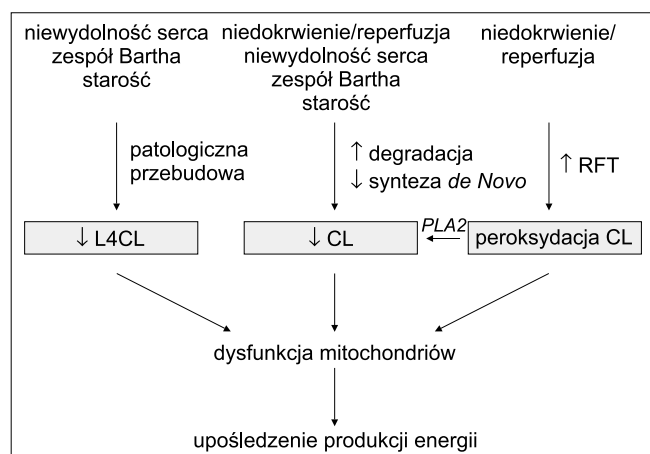 niewydolność serca
zespół Bartha
starość
niedokrwienie/reperfuzja
niewydolność serca
zespół Bartha
starość
niedokrwienie/
reperfuzja
patologiczna
przebudowa
↑ degradacja
↓ synteza de Novo
↑ RFT
↓ L4CL
↓ CL
PLA2
peroksydacja CL
dysfunkcja mitochondriów
upośledzenie produkcji energii